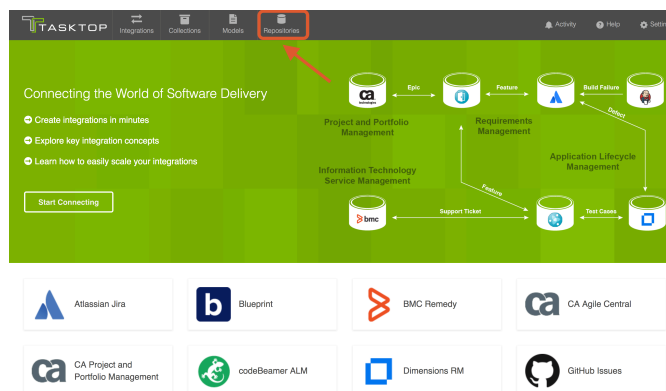 TASKTOP
Integrations
Collections
Models
Repositories
Activity
Help
Connecting the World of Software Delivery
Create integrations in minutes
Explore key integration concepts
Learn how to easily scale your integrations
Start Connecting
ca
technologies
Epic
Feature
Build Failure
Defect
Project and Portfolio
Management
Requirements
Management
Application Lifecycle
Management
Information Technology
Service Management
Feature
bmc
Support Ticket
Test Cases
Atlassian Jira
b
Blueprint
BMC Remedy
ca
CA Agile Central
ca
CA Project and
Portfolio Management
codeBeamer ALM
Dimensions RM
GitHub Issues